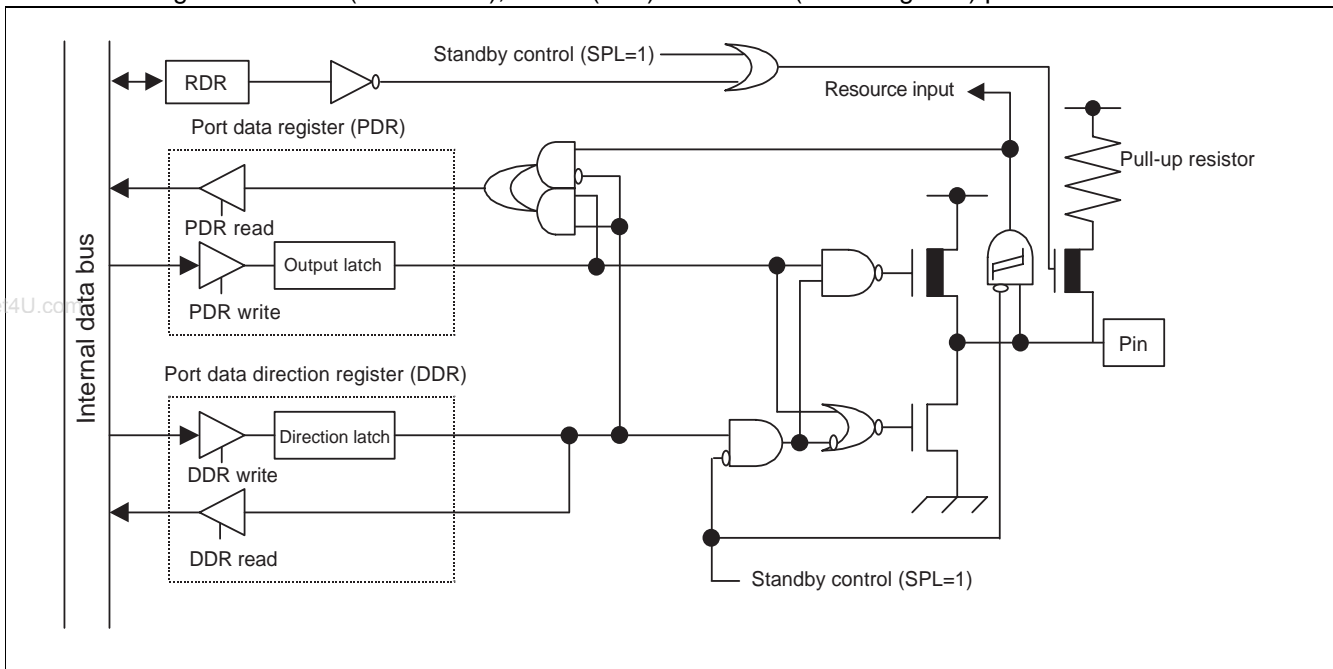 Standby control (SPL=1)
RDR
Resource input
Port data register (PDR)
Pull-up resistor
PDR read
Output latch
PDR write
Internal data bus
Pin
Port data direction register (DDR)
Direction latch
DDR write
DDR read
Standby control (SPL=1)